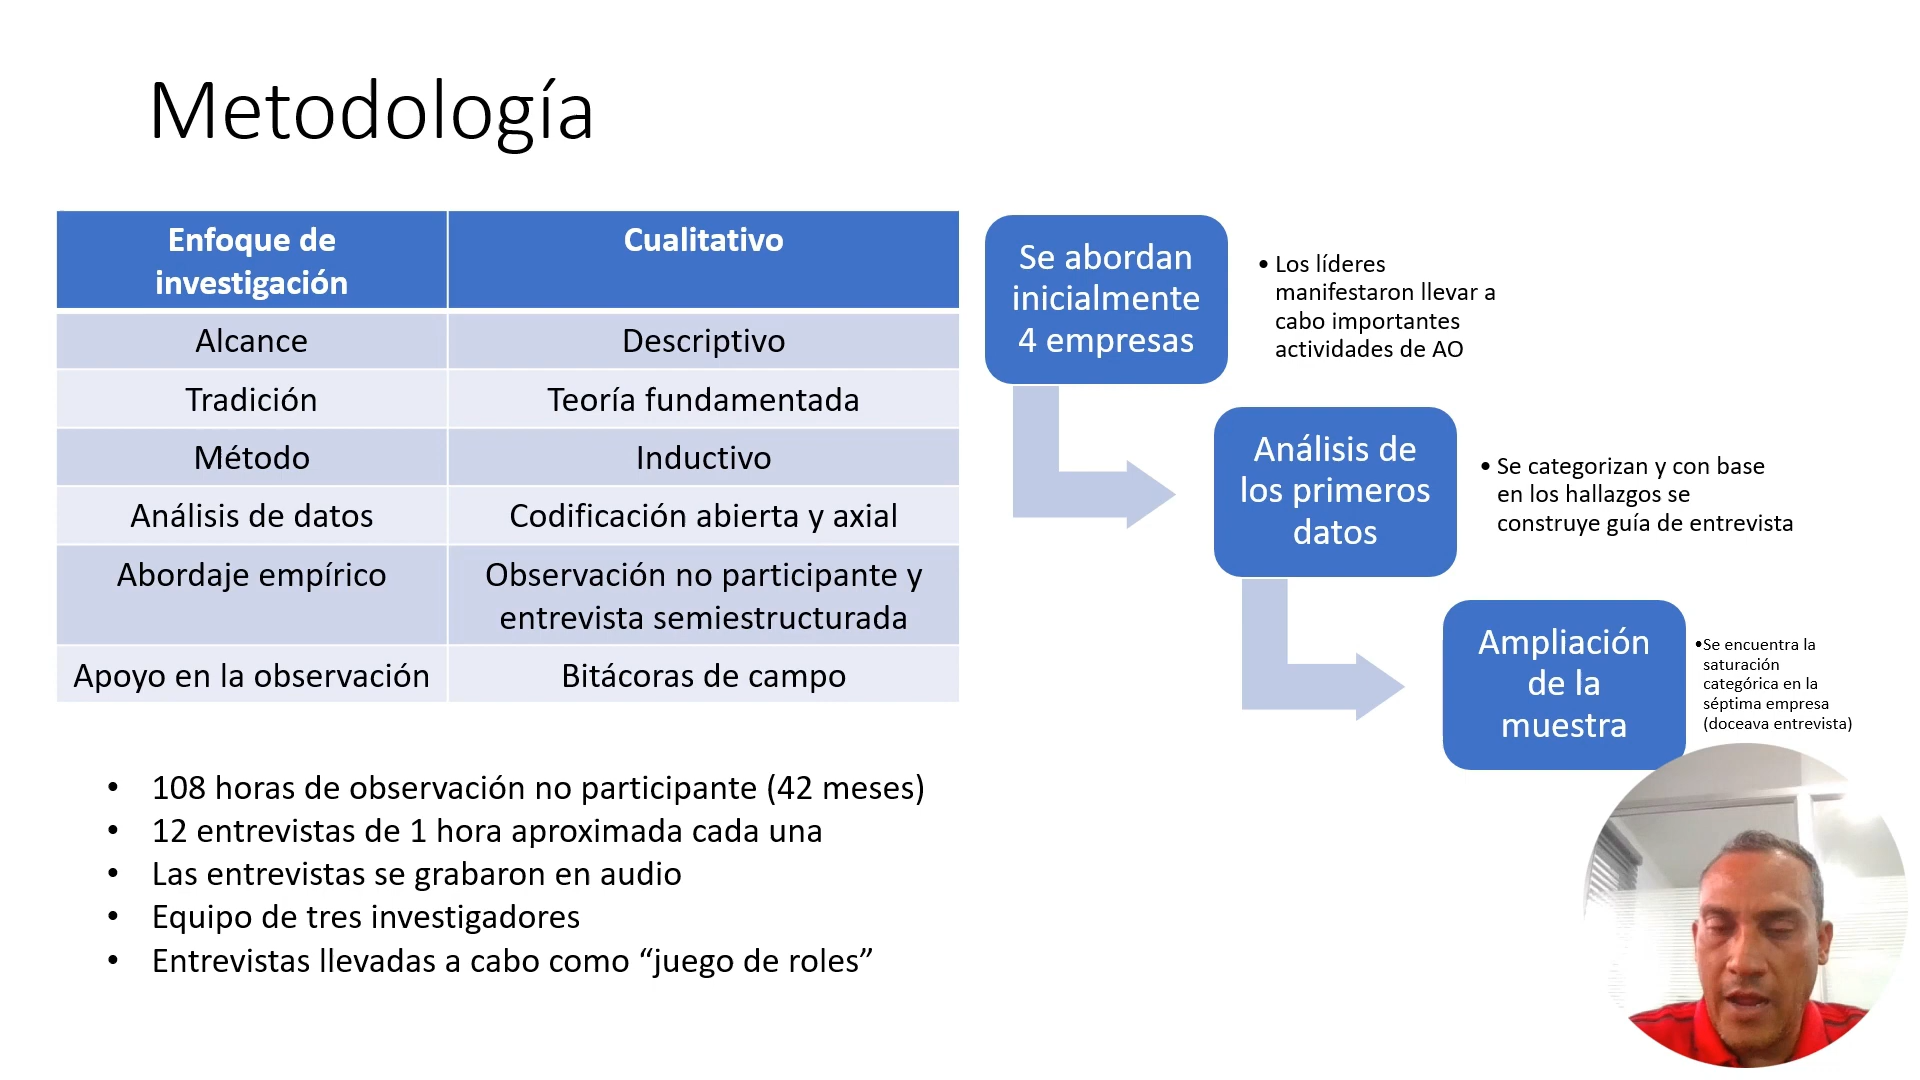 Metodología
Enfoque de
investigación
Cualitativo
Alcance
Descriptivo
Tradición
Teoría fundamentada
Método
Inductivo
Análisis de datos
Codificación abierta y axial
Abordaje empírico
Observación no participante y
entrevista semiestructurada
Apoyo en la observación
Bitácoras de campo
• 108 horas de observación no participante (42 meses)
• 12 entrevistas de 1 hora aproximada cada una
• Las entrevistas se grabaron en audio
• Equipo de tres investigadores
• Entrevistas llevadas a cabo como “juego de roles”
Se abordan
inicialmente
4 empresas
• Los líderes
manifestaron llevar a
cabo importantes
actividades de AO
Análisis de
los primeros
datos
• Se categorizan y con base
en los hallazgos se
construye guía de entrevista
Ampliación
de la
muestra
•Se encuentra la
saturación
categórica en la
séptima empresa
(doceava entrevista)